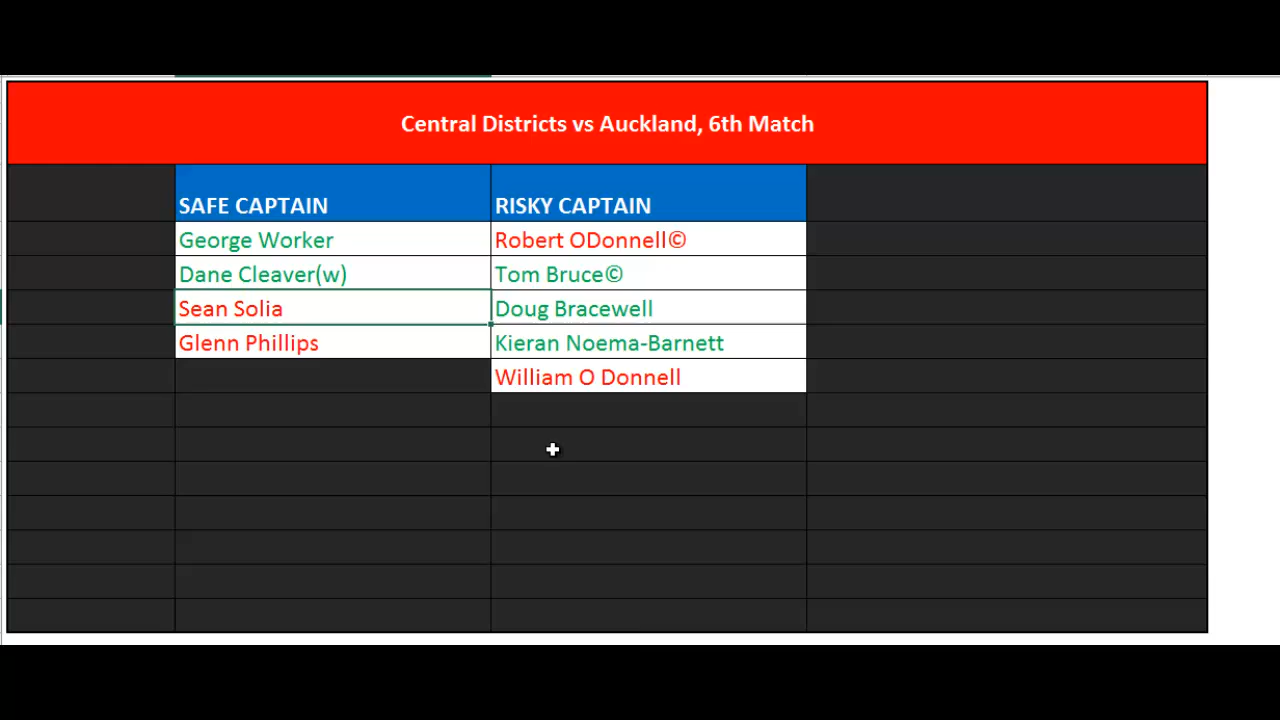 Central Districts vs Auckland, 6th Match
SAFE CAPTAIN RISKY CAPTAIN
George Worker Robert ODonnell©
Dane Cleaver(w) Tom Bruce©
Sean Solia Doug Bracewell
Glenn Phillips Kieran Noema-Barnett
William O Donnell